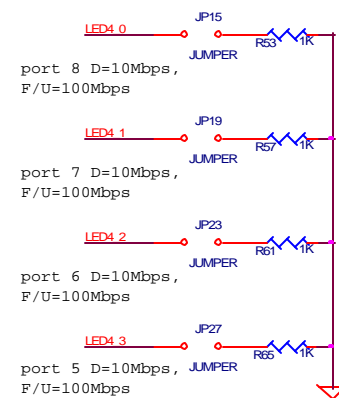 JP15
LED4 0
JUMPER
R53 1K
port 8 D=10Mbps,
F/U=100Mbps
JP19
LED4 1
JUMPER
R57 1K
port 7 D=10Mbps,
F/U=100Mbps
JP23
LED4 2
JUMPER
R61 1K
port 6 D=10Mbps,
F/U=100Mbps
JP27
LED4 3
JUMPER
R65 1K
port 5 D=10Mbps,
F/U=100Mbps